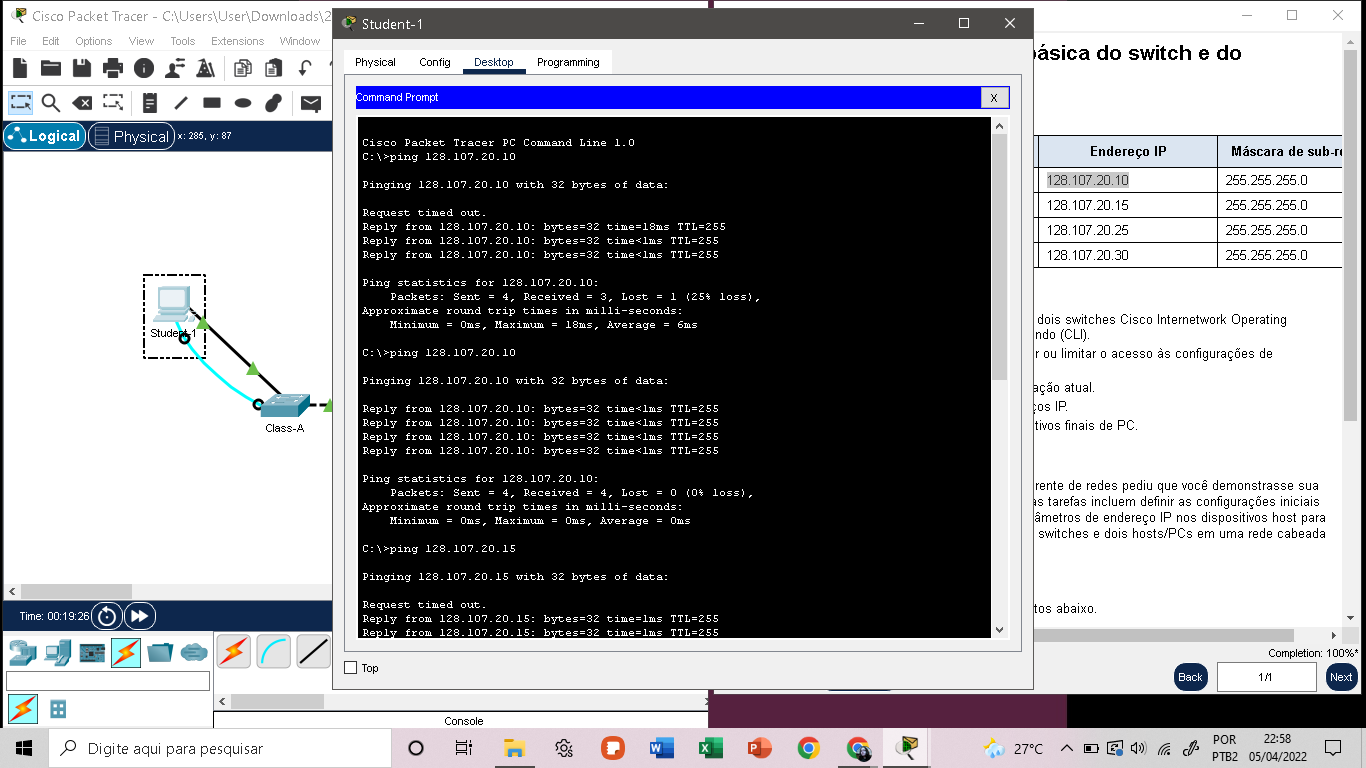 Cisco Packet Tracer - C:\Users\User\Downloads\2
File Edit Options View Tools Extensions Window
Logical Physical x: 285, y: 87
Student-1
Class-A
Time: 00:19:26
Console
Student-1
Physical Config Desktop Programming
Command Prompt X
Cisco Packet Tracer PC Command Line 1.0
C:\>ping 128.107.20.10
Pinging 128.107.20.10 with 32 bytes of data:
Request timed out.
Reply from 128.107.20.10: bytes=32 time=18ms TTL=255
Reply from 128.107.20.10: bytes=32 time<1ms TTL=255
Reply from 128.107.20.10: bytes=32 time<1ms TTL=255
Ping statistics for 128.107.20.10:
Packets: Sent = 4, Received = 3, Lost = 1 (25% loss),
Approximate round trip times in milli-seconds:
Minimum = 0ms, Maximum = 18ms, Average = 6ms
C:\>ping 128.107.20.10
Pinging 128.107.20.10 with 32 bytes of data:
Reply from 128.107.20.10: bytes=32 time<1ms TTL=255
Reply from 128.107.20.10: bytes=32 time<1ms TTL=255
Reply from 128.107.20.10: bytes=32 time<1ms TTL=255
Reply from 128.107.20.10: bytes=32 time<1ms TTL=255
Ping statistics for 128.107.20.10:
Packets: Sent = 4, Received = 4, Lost = 0 (0% loss),
Approximate round trip times in milli-seconds:
Minimum = 0ms, Maximum = 0ms, Average = 0ms
C:\>ping 128.107.20.15
Pinging 128.107.20.15 with 32 bytes of data:
Request timed out.
Reply from 128.107.20.15: bytes=32 time=1ms TTL=255
Reply from 128.107.20.15: bytes=32 time=1ms TTL=255
Top
básica do switch e do
Endereço IP Máscara de sub-re
128.107.20.10 255.255.255.0
128.107.20.15 255.255.255.0
128.107.20.25 255.255.255.0
128.107.20.30 255.255.255.0
dois switches Cisco Internetwork Operating
ndo (CLI).
r ou limitar o acesso às configurações de
ação atual.
ços IP.
itivos finais de PC.
rente de redes pediu que você demonstrasse sua
as tarefas incluem definir as configurações iniciais
âmetros de endereço IP nos dispositivos host para
switches e dois hosts/PCs em uma rede cabeada
tos abaixo.
Completion: 100%*
Back 1/1 Next
Digite aqui para pesquisar
27°C
POR
PTB2
22:58
05/04/2022